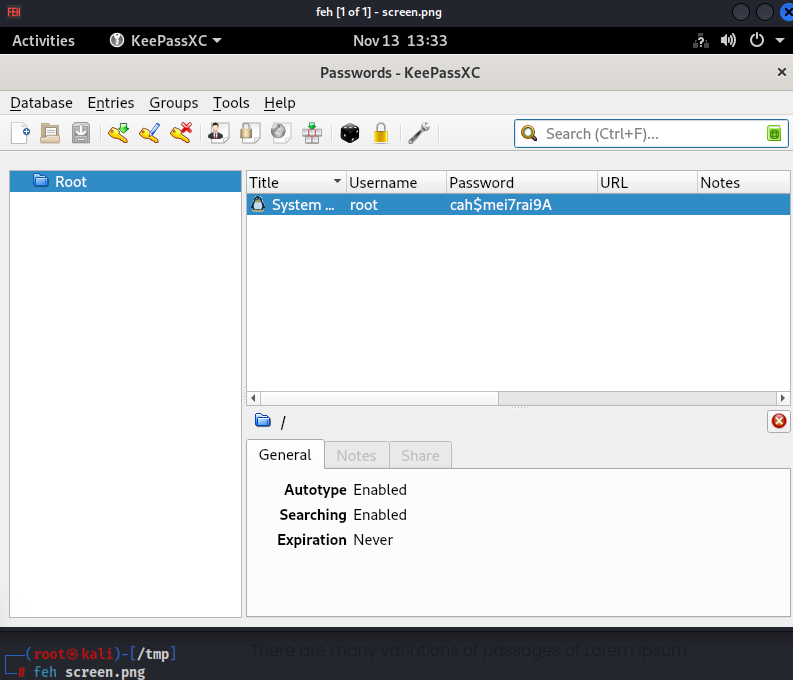 FEH feh [1 of 1] - screen.png
Activities KeePassXC Nov 13 13:33
Passwords - KeePassXC
Database Entries Groups Tools Help
Search (Ctrl+F)...
Root
Title Username Password URL Notes
System ... root cah$mei7rai9A
/
General Notes Share
Autotype Enabled
Searching Enabled
Expiration Never
There are many variations of passages of Lorem Ipsum
(root㉿kali)-[/tmp]
# feh screen.png